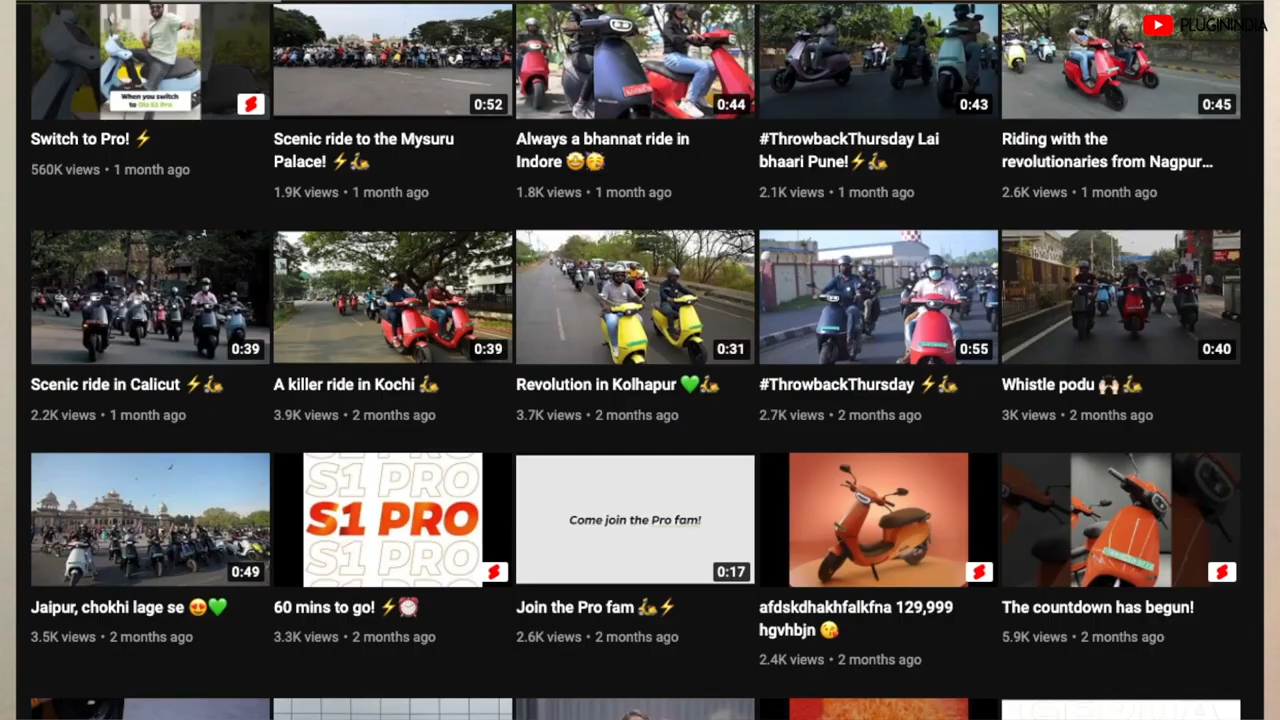 PLUGININDIA
When you switch
to Ola S1 Pro
0:52
0:44
0:43
0:45
Switch to Pro! ⚡
560K views • 1 month ago
Scenic ride to the Mysuru
Palace! ⚡🛵
1.9K views • 1 month ago
Always a bhannat ride in
Indore 🤩🥳
1.8K views • 1 month ago
#ThrowbackThursday Lai
bhaari Pune!⚡🛵
2.1K views • 1 month ago
Riding with the
revolutionaries from Nagpur...
2.6K views • 1 month ago
0:39
0:39
0:31
0:55
0:40
Scenic ride in Calicut ⚡🛵
2.2K views • 1 month ago
A killer ride in Kochi 🛵
3.9K views • 2 months ago
Revolution in Kolhapur 💚🛵
3.7K views • 2 months ago
#ThrowbackThursday ⚡🛵
2.7K views • 2 months ago
Whistle podu 🙌🏻🛵
3K views • 2 months ago
0:49
S1 PRO
S1 PRO
S1 PRO
S1 PRO
Come join the Pro fam!
0:17
Jaipur, chokhi lage se 😍💚
3.5K views • 2 months ago
60 mins to go! ⚡⏰
3.3K views • 2 months ago
Join the Pro fam 🛵⚡
2.6K views • 2 months ago
afdskdhakhfalkfna 129,999
hgvhbjn 😘
2.4K views • 2 months ago
The countdown has begun!
5.9K views • 2 months ago